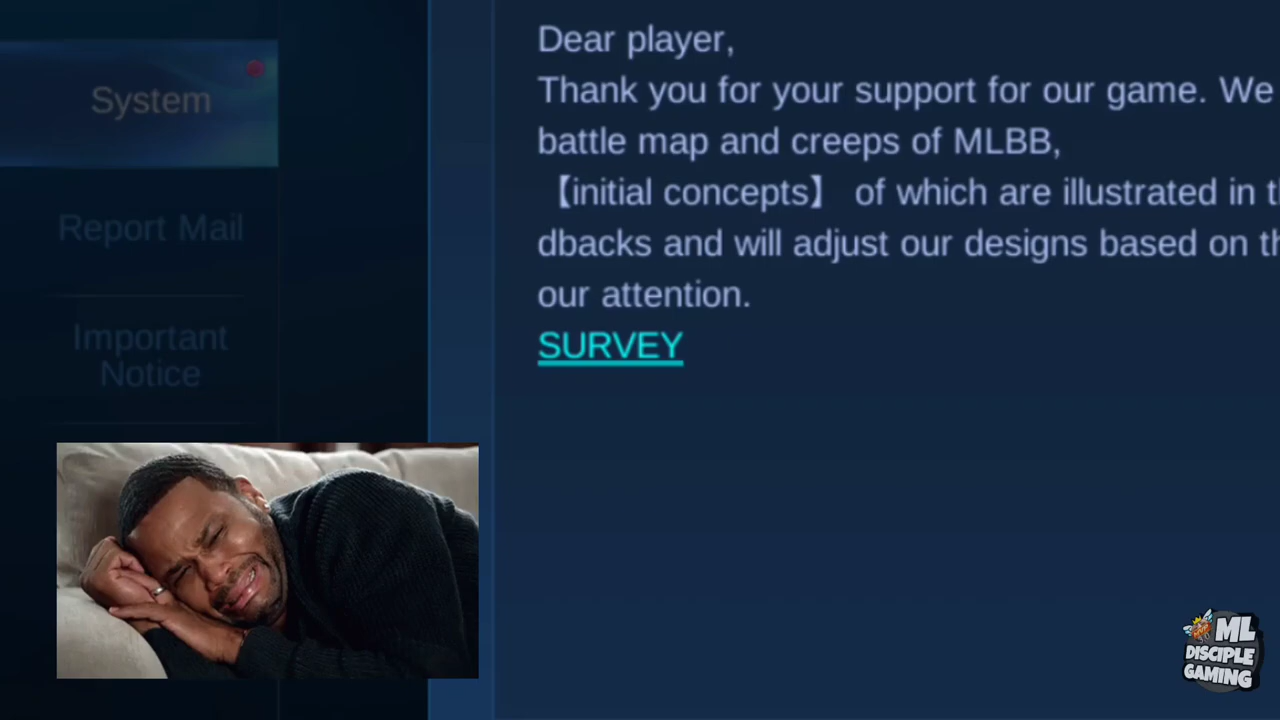 System
Report Mail
Important
Notice
Dear player,
Thank you for your support for our game. We
battle map and creeps of MLBB,
【initial concepts】 of which are illustrated in
dbacks and will adjust our designs based on
our attention.
SURVEY
ML
DISCIPLE
GAMING